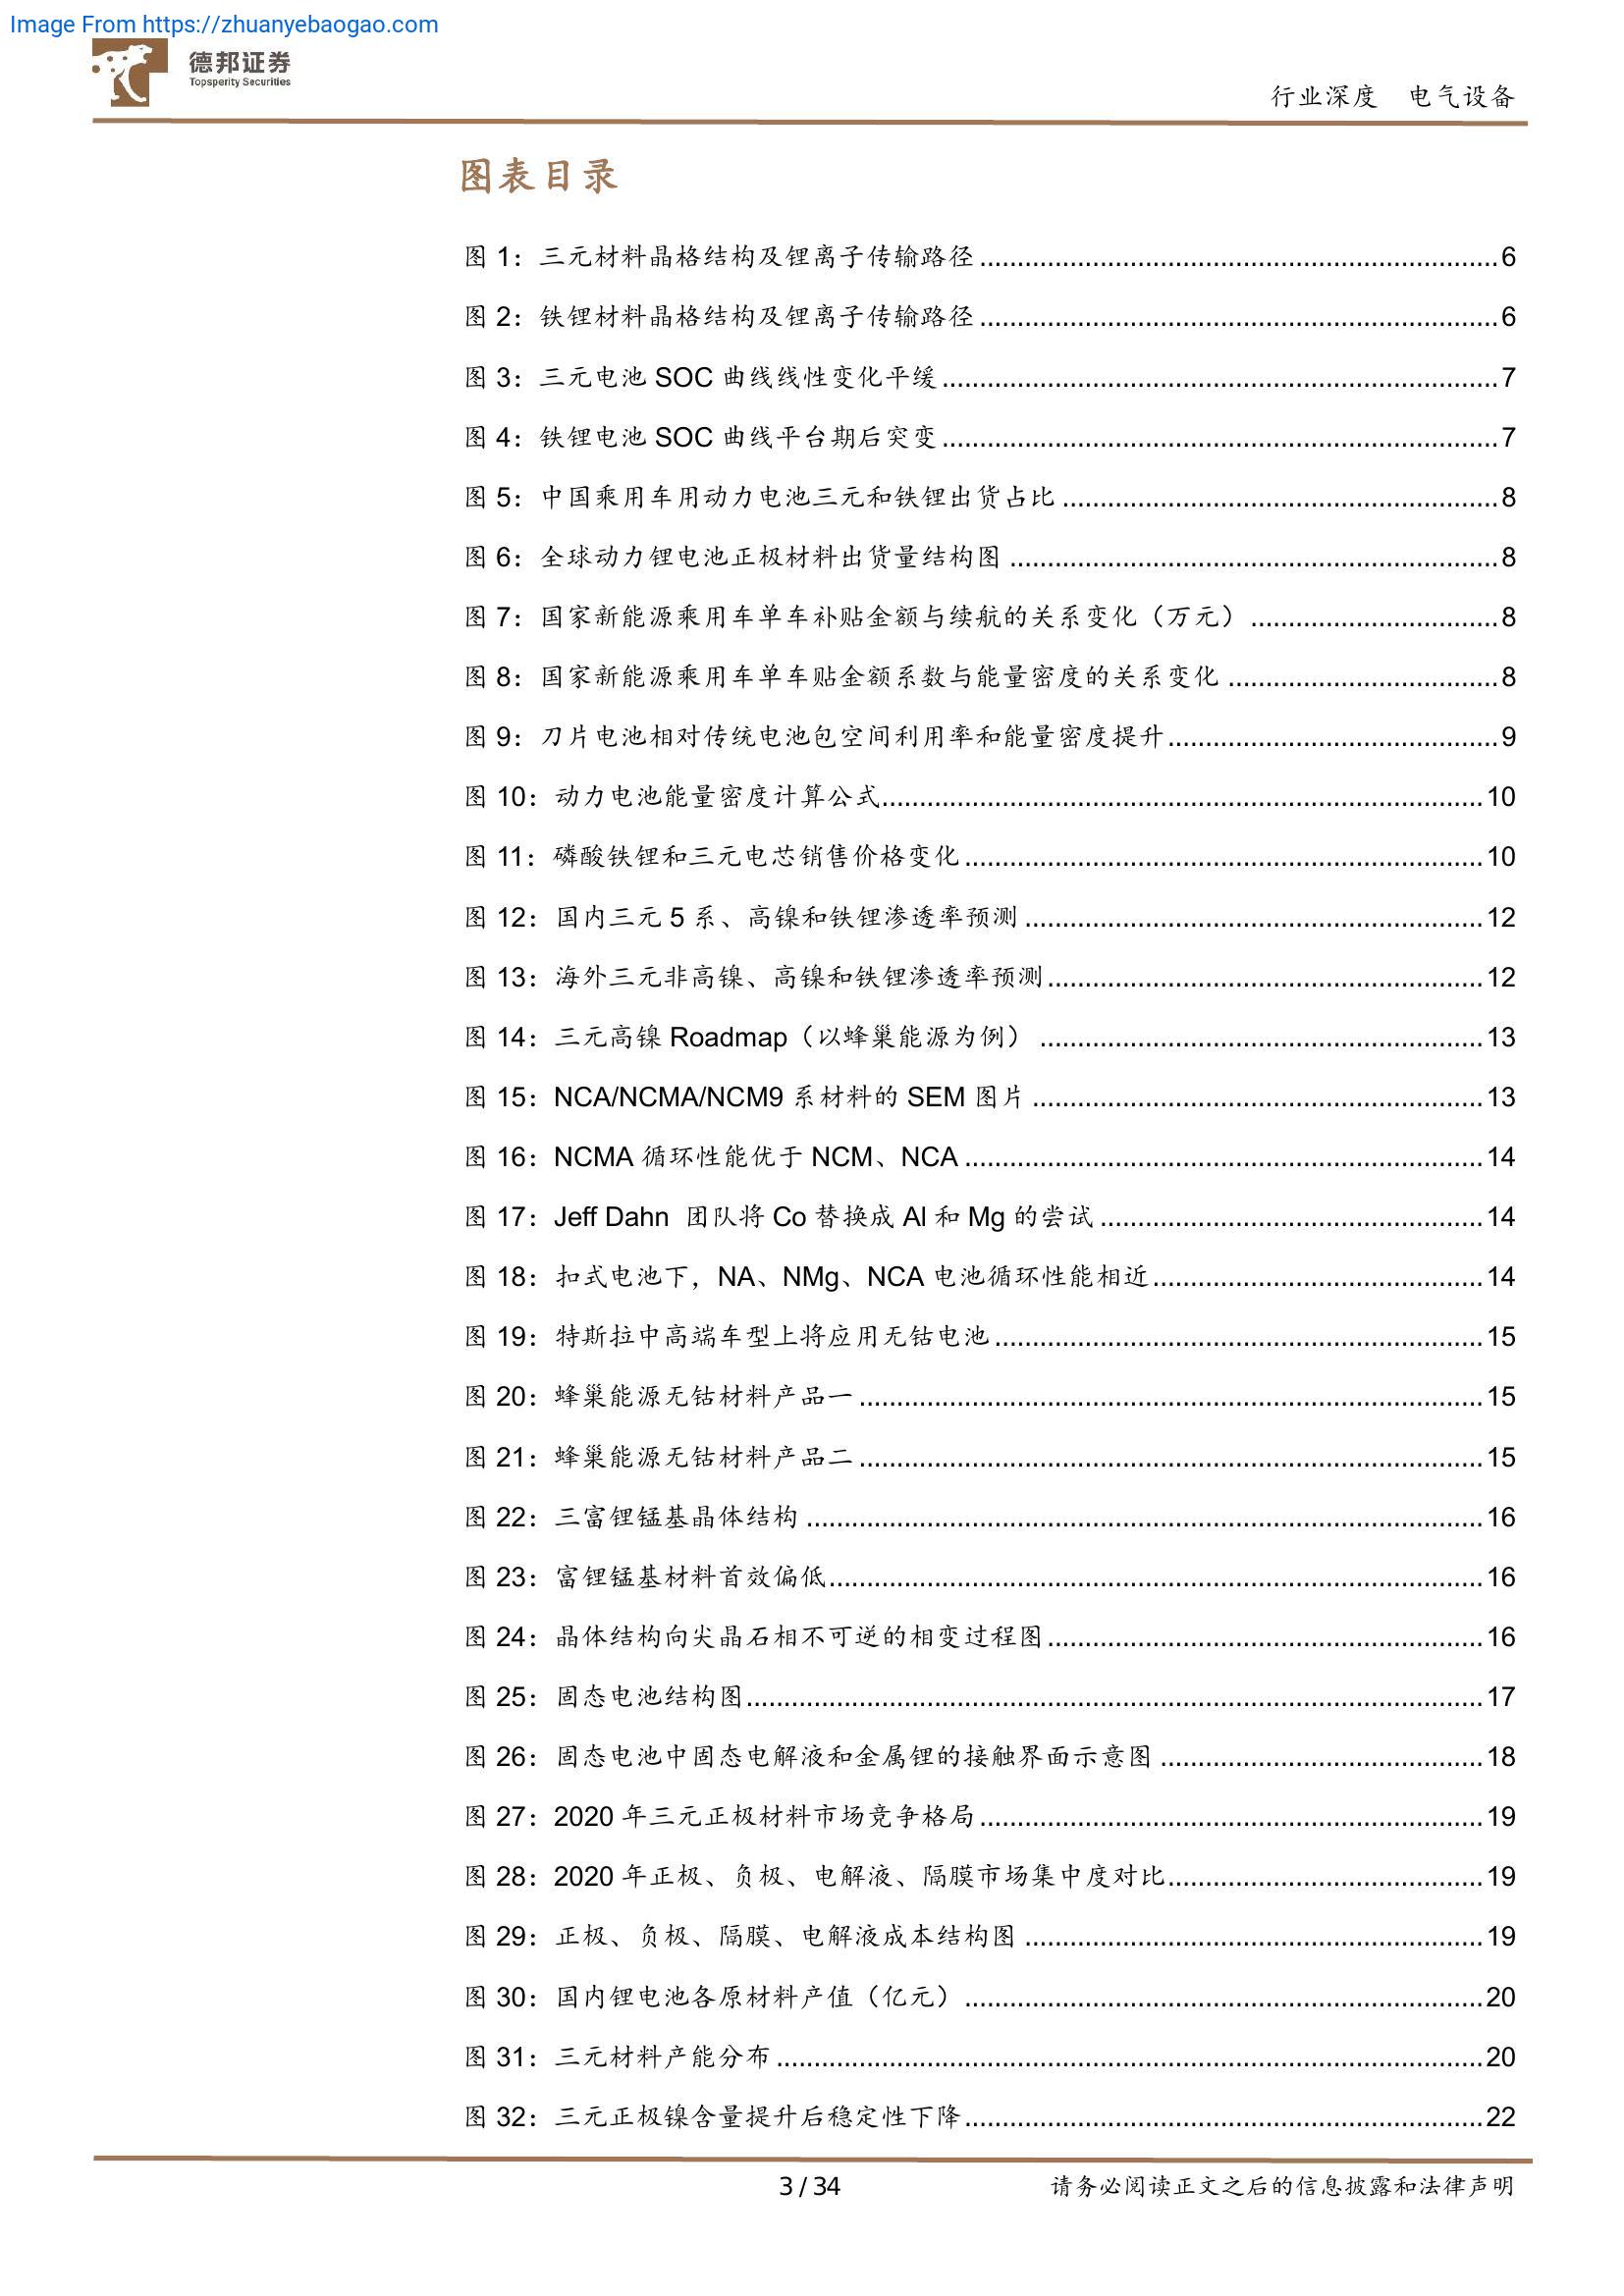 Image From https://zhuanyebaogao.com
德邦证券
Topsperity Securities
行业深度 电气设备
图表目录
图 1：三元材料晶格结构及锂离子传输路径 ........ 6
图 2：铁锂材料晶格结构及锂离子传输路径 ........ 6
图 3：三元电池 SOC 曲线线性变化平缓 ........ 7
图 4：铁锂电池 SOC 曲线平台期后突变 ........ 7
图 5：中国乘用车用动力电池三元和铁锂出货占比 ........ 8
图 6：全球动力锂电池正极材料出货量结构图 ........ 8
图 7：国家新能源乘用车单车补贴金额与续航的关系变化（万元） ........ 8
图 8：国家新能源乘用车单车贴金额系数与能量密度的关系变化 ........ 8
图 9：刀片电池相对传统电池包空间利用率和能量密度提升 ........ 9
图 10：动力电池能量密度计算公式 ........ 10
图 11：磷酸铁锂和三元电芯销售价格变化 ........ 10
图 12：国内三元 5 系、高镍和铁锂渗透率预测 ........ 12
图 13：海外三元非高镍、高镍和铁锂渗透率预测 ........ 12
图 14：三元高镍 Roadmap（以蜂巢能源为例） ........ 13
图 15：NCA/NCMA/NCM9 系材料的 SEM 图片 ........ 13
图 16：NCMA 循环性能优于 NCM、NCA ........ 14
图 17：Jeff Dahn 团队将 Co 替换成 Al 和 Mg 的尝试 ........ 14
图 18：扣式电池下，NA、NMg、NCA 电池循环性能相近 ........ 14
图 19：特斯拉中高端车型上将应用无钴电池 ........ 15
图 20：蜂巢能源无钴材料产品一 ........ 15
图 21：蜂巢能源无钴材料产品二 ........ 15
图 22：三富锂锰基晶体结构 ........ 16
图 23：富锂锰基材料首效偏低 ........ 16
图 24：晶体结构向尖晶石相不可逆的相变过程图 ........ 16
图 25：固态电池结构图 ........ 17
图 26：固态电池中固态电解液和金属锂的接触界面示意图 ........ 18
图 27：2020 年三元正极材料市场竞争格局 ........ 19
图 28：2020 年正极、负极、电解液、隔膜市场集中度对比 ........ 19
图 29：正极、负极、隔膜、电解液成本结构图 ........ 19
图 30：国内锂电池各原材料产值（亿元） ........ 20
图 31：三元材料产能分布 ........ 20
图 32：三元正极镍含量提升后稳定性下降 ........ 22
3 / 34
请务必阅读正文之后的信息披露和法律声明